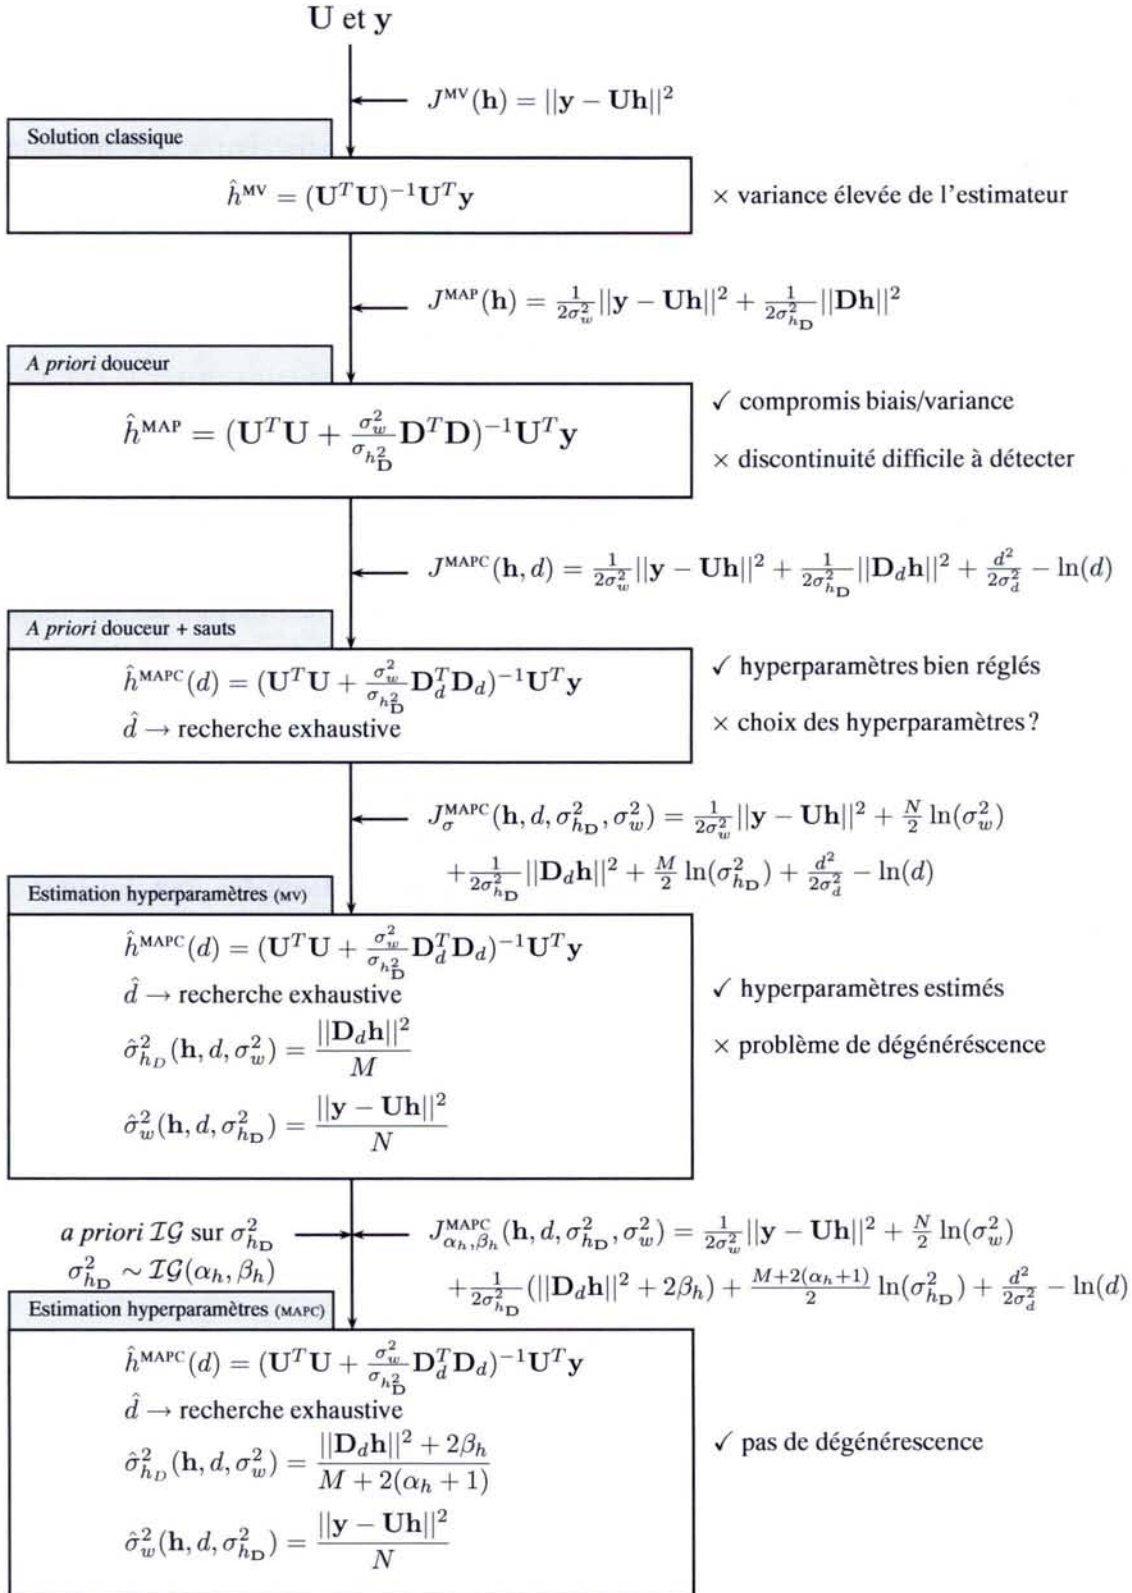 U et y
J^MV(h) = ||y − Uh||²
Solution classique
ĥ^MV = (U^T U)^−1 U^T y
× variance élevée de l'estimateur
J^MAP(h) = 1/(2σ_w²) ||y − Uh||² + 1/(2σ_{h_D}²) ||Dh||²
A priori douceur
ĥ^MAP = (U^T U + σ_w²/σ_{h_D²} D^T D)^−1 U^T y
✓ compromis biais/variance
× discontinuité difficile à détecter
J^MAPC(h, d) = 1/(2σ_w²) ||y − Uh||² + 1/(2σ_{h_D}²) ||D_d h||² + d²/(2σ_d²) − ln(d)
A priori douceur + sauts
ĥ^MAPC(d) = (U^T U + σ_w²/σ_{h_D²} D_d^T D_d)^−1 U^T y
d̂ → recherche exhaustive
✓ hyperparamètres bien réglés
× choix des hyperparamètres ?
J_σ^MAPC(h, d, σ_{h_D}², σ_w²) = 1/(2σ_w²) ||y − Uh||² + N/2 ln(σ_w²)
+ 1/(2σ_{h_D}²) ||D_d h||² + M/2 ln(σ_{h_D}²) + d²/(2σ_d²) − ln(d)
Estimation hyperparamètres (MV)
ĥ^MAPC(d) = (U^T U + σ_w²/σ_{h_D²} D_d^T D_d)^−1 U^T y
d̂ → recherche exhaustive
σ̂_{h_D}²(h, d, σ_w²) = ||D_d h||² / M
σ̂_w²(h, d, σ_{h_D}²) = ||y − Uh||² / N
✓ hyperparamètres estimés
× problème de dégénéréscence
a priori IG sur σ_{h_D}²
σ_{h_D}² ~ IG(α_h, β_h)
J_{α_h,β_h}^MAPC(h, d, σ_{h_D}², σ_w²) = 1/(2σ_w²) ||y − Uh||² + N/2 ln(σ_w²)
+ 1/(2σ_{h_D}²) (||D_d h||² + 2β_h) + (M+2(α_h+1))/2 ln(σ_{h_D}²) + d²/(2σ_d²) − ln(d)
Estimation hyperparamètres (MAPC)
ĥ^MAPC(d) = (U^T U + σ_w²/σ_{h_D²} D_d^T D_d)^−1 U^T y
d̂ → recherche exhaustive
σ̂_{h_D}²(h, d, σ_w²) = (||D_d h||² + 2β_h) / (M + 2(α_h + 1))
σ̂_w²(h, d, σ_{h_D}²) = ||y − Uh||² / N
✓ pas de dégénérescence